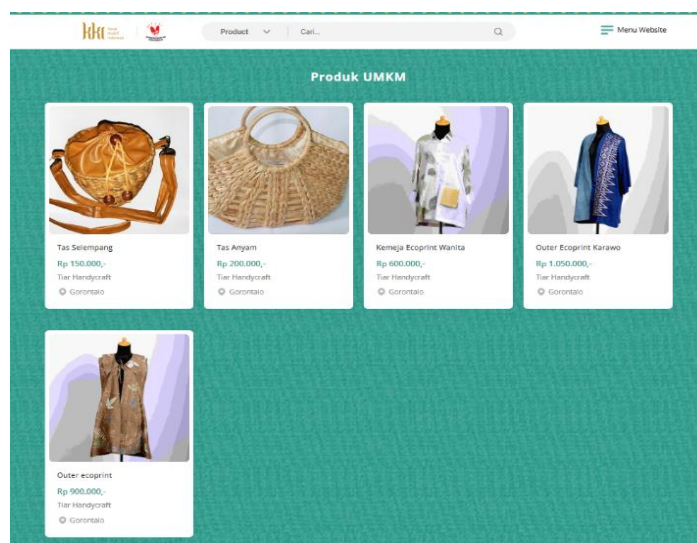 kkı
Product
Cari...
Menu Website
Produk UMKM
Tas Selempang
Rp 150.000,-
Tiar Handycraft
Gorontalo
Tas Anyam
Rp 200.000,-
Tiar Handycraft
Gorontalo
Kemeja Ecoprint Wanita
Rp 600.000,-
Tiar Handycraft
Gorontalo
Outer Ecoprint Karawo
Rp 1.050.000,-
Tiar Handycraft
Gorontalo
Outer ecoprint
Rp 900.000,-
Tiar Handycraft
Gorontalo